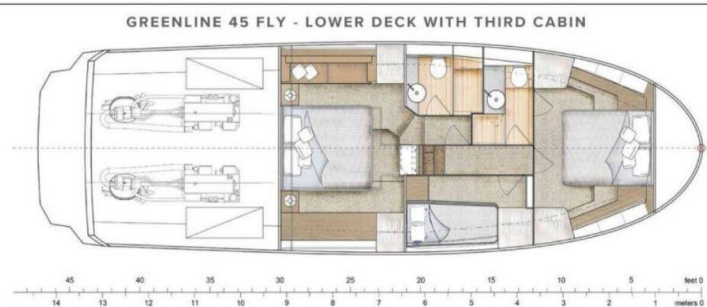 GREENLINE 45 FLY - LOWER DECK WITH THIRD CABIN
45 40 35 30 25 20 15 10 5 feet 0
14 13 12 11 10 9 8 7 6 5 4 3 2 1 meters 0